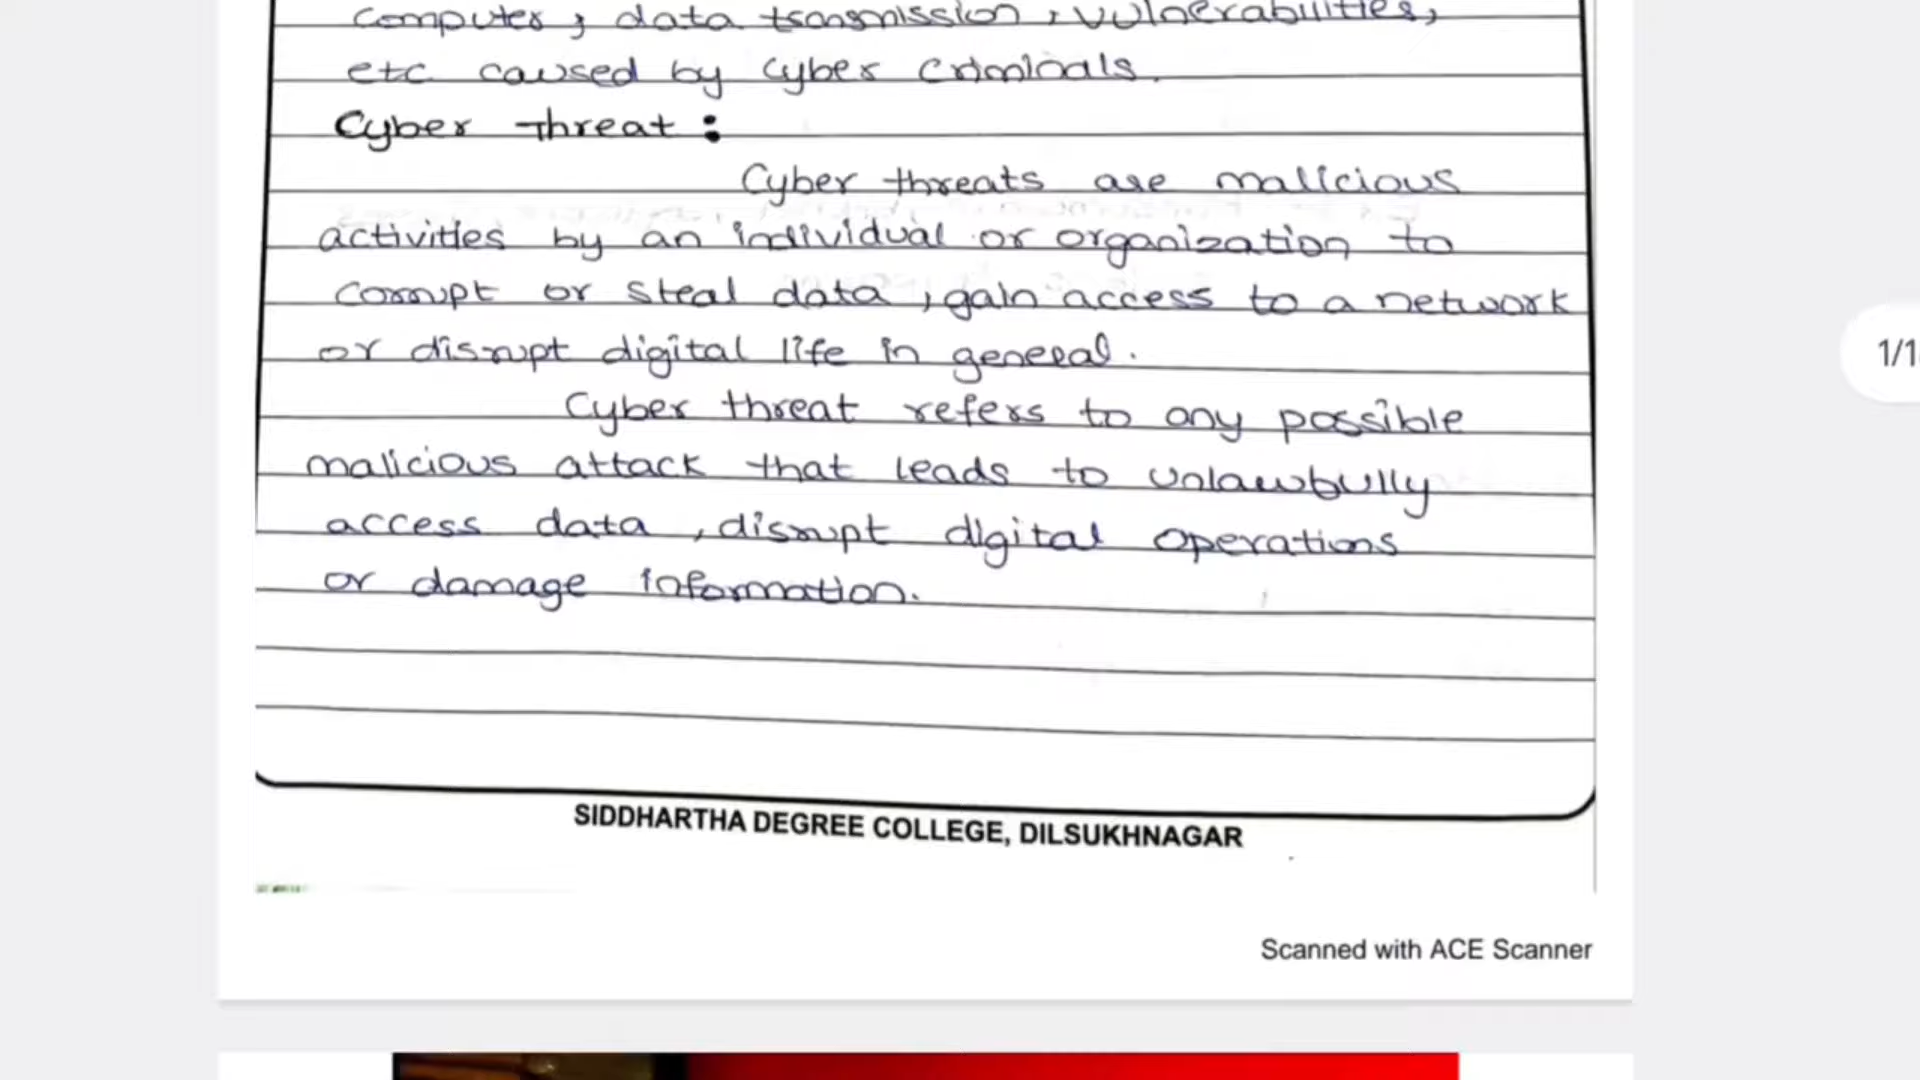 computer, data transmission, vulnerabilities,
etc caused by cyber criminals.
Cyber Threat :
Cyber threats are malicious
activities by an individual or organization to
corrupt or steal data, gain access to a network
or disrupt digital life in general.
Cyber threat refers to any possible
malicious attack that leads to unlawfully
access data, disrupt digital operations
or damage information.
SIDDHARTHA DEGREE COLLEGE, DILSUKHNAGAR
Scanned with ACE Scanner